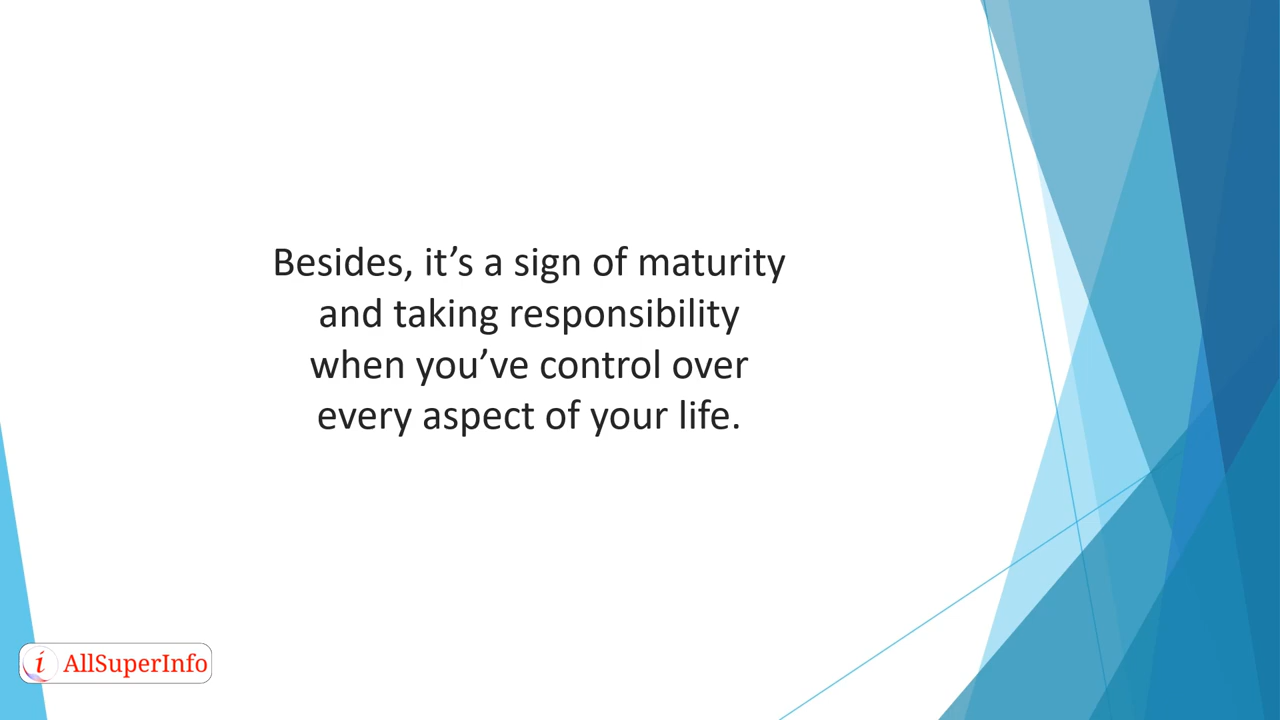 Besides, it’s a sign of maturity
and taking responsibility
when you’ve control over
every aspect of your life.
i AllSuperInfo